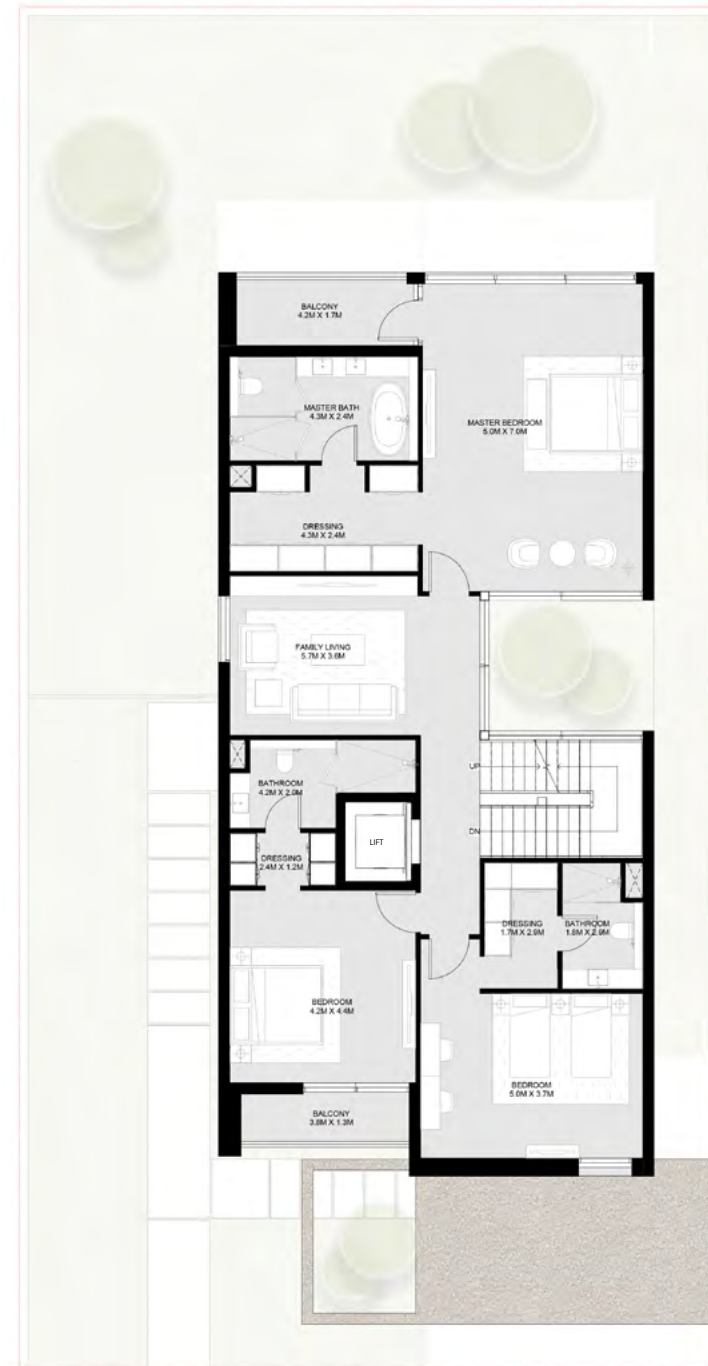 BALCONY
4.2M X 1.7M
MASTER BATH
4.3M X 2.4M
MASTER BEDROOM
5.0M X 7.0M
DRESSING
4.3M X 2.4M
FAMILY LIVING
5.7M X 3.6M
UP
BATHROOM
4.2M X 2.0M
DN
LIFT
DRESSING
2.4M X 1.2M
DRESSING
1.7M X 2.9M
BATHROOM
1.8M X 2.9M
BEDROOM
4.2M X 4.4M
BEDROOM
5.0M X 3.7M
BALCONY
3.8M X 1.3M